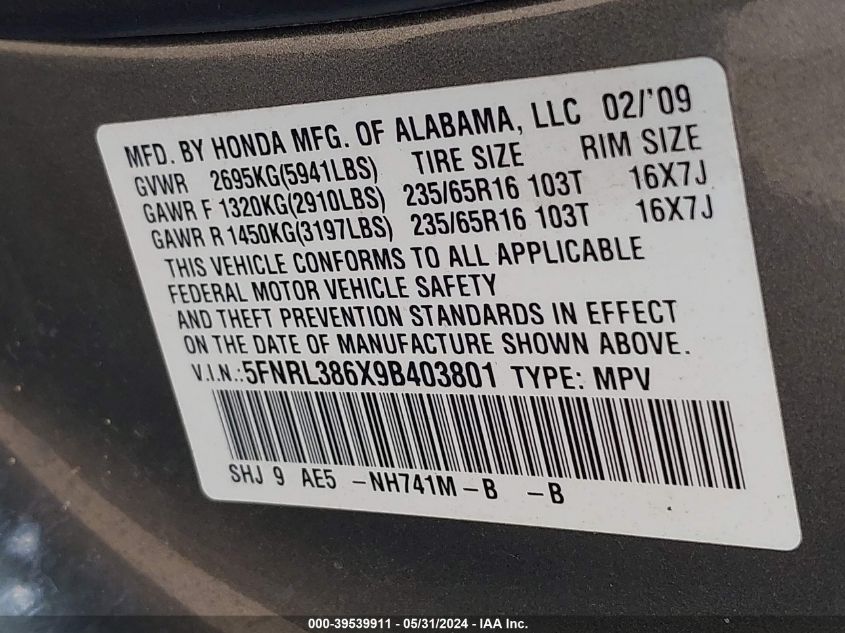 MFD. BY HONDA MFG. OF ALABAMA, LLC 02/'09
GVWR 2695KG(5941LBS) TIRE SIZE RIM SIZE
GAWR F 1320KG(2910LBS) 235/65R16 103T 16X7J
GAWR R 1450KG(3197LBS) 235/65R16 103T 16X7J
THIS VEHICLE CONFORMS TO ALL APPLICABLE
FEDERAL MOTOR VEHICLE SAFETY
AND THEFT PREVENTION STANDARDS IN EFFECT
ON THE DATE OF MANUFACTURE SHOWN ABOVE.
V.I.N.:5FNRL386X9B403801 TYPE: MPV
SHJ 9 AE5 -NH741M-B -B
000-39539911 - 05/31/2024 - IAA Inc.